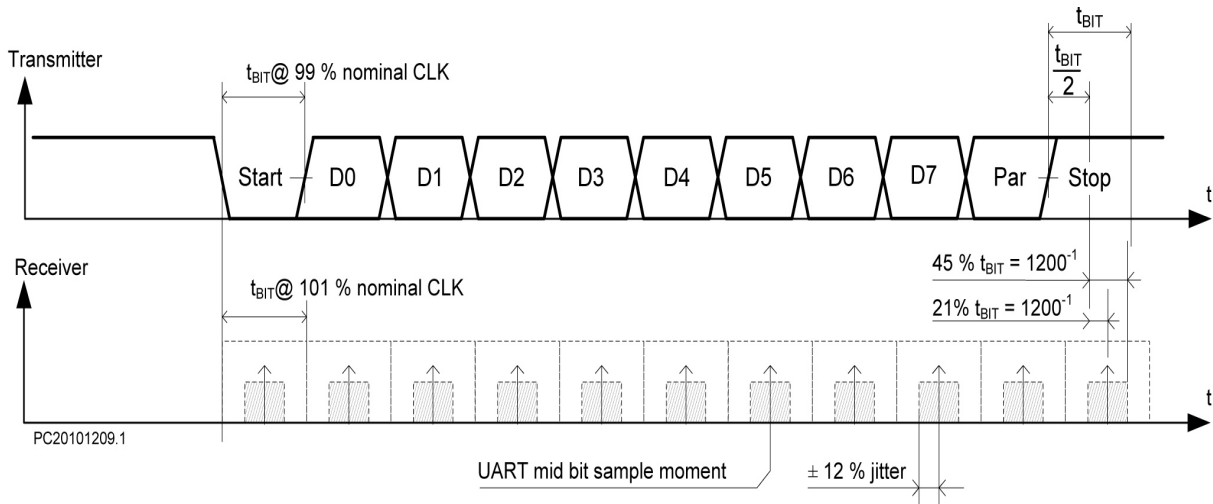 t_BIT
Transmitter
t_BIT@ 99 % nominal CLK
t_BIT
2
Start D0 D1 D2 D3 D4 D5 D6 D7 Par Stop
t
Receiver
45 % t_BIT = 1200⁻¹
t_BIT@ 101 % nominal CLK
21% t_BIT = 1200⁻¹
t
PC20101209.1
UART mid bit sample moment
± 12 % jitter